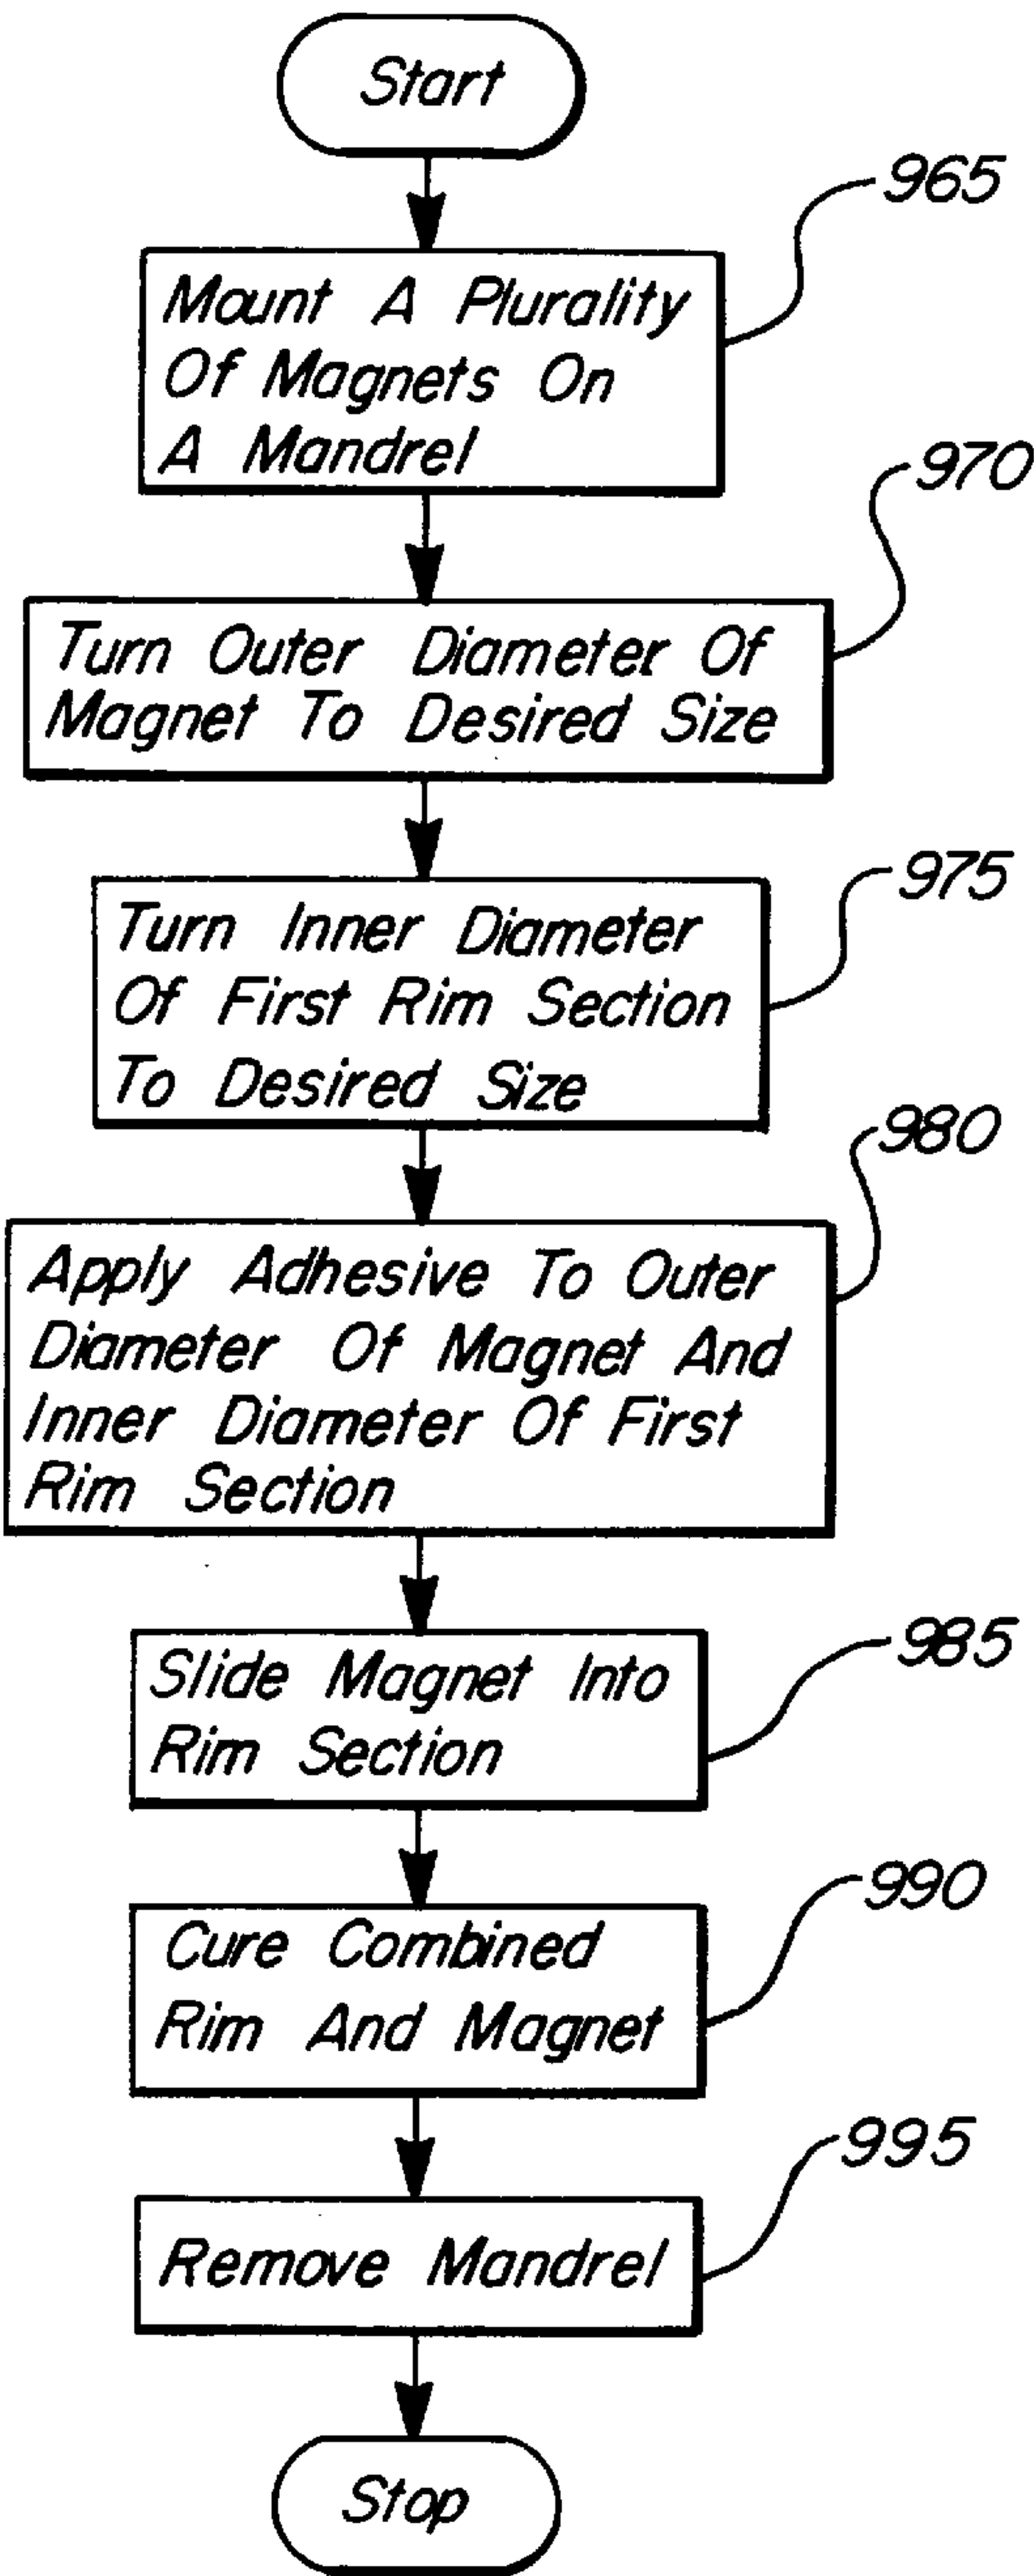 Start
965
Mount A Plurality
Of Magnets On
A Mandrel
970
Turn Outer Diameter Of
Magnet To Desired Size
975
Turn Inner Diameter
Of First Rim Section
To Desired Size
980
Apply Adhesive To Outer
Diameter Of Magnet And
Inner Diameter Of First
Rim Section
985
Slide Magnet Into
Rim Section
990
Cure Combined
Rim And Magnet
995
Remove Mandrel
Stop